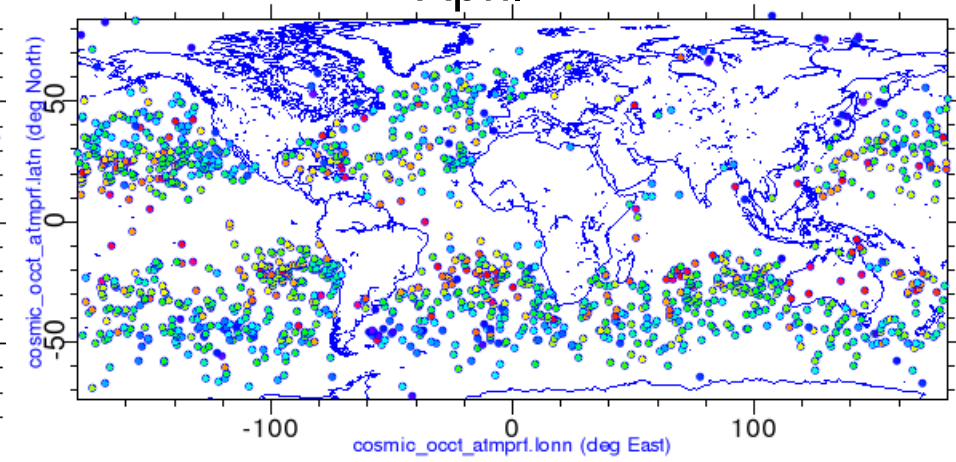 50
0
-50
cosmic_occt_atmprf.latn (deg North)
-100 0 100
cosmic_occt_atmprf.lonn (deg East)